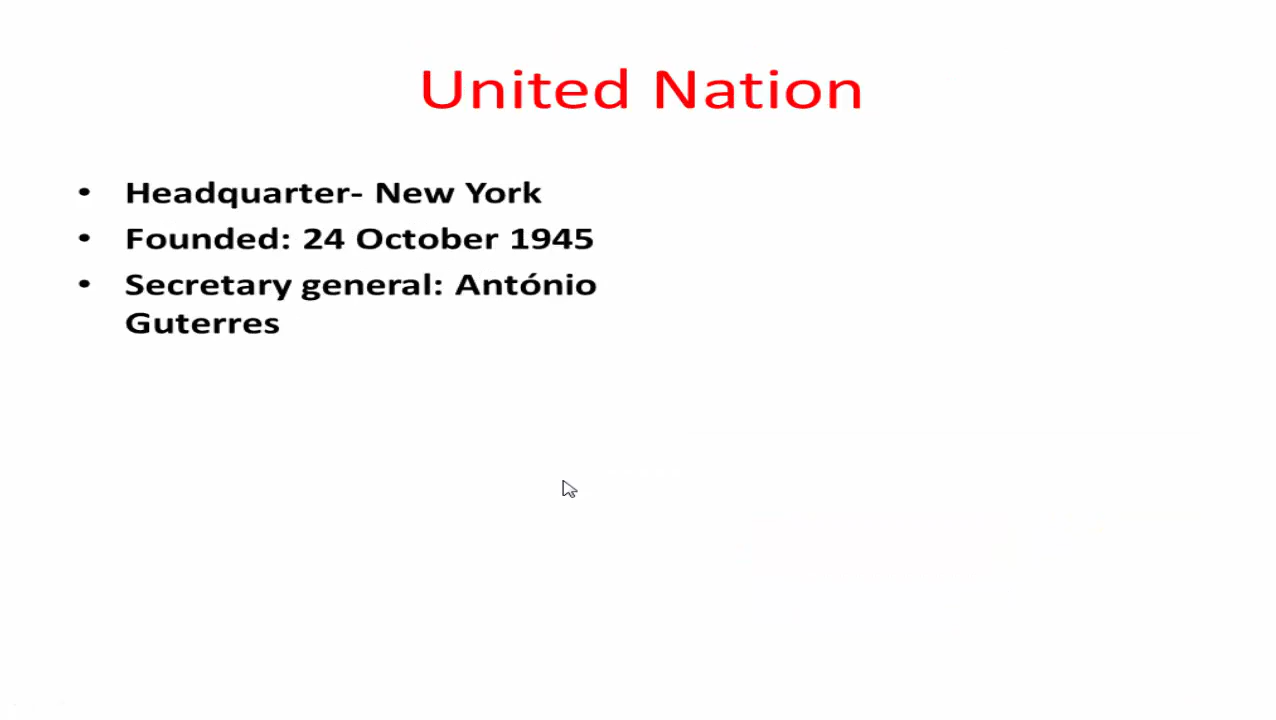 United Nation
• Headquarter- New York
• Founded: 24 October 1945
• Secretary general: António
Guterres